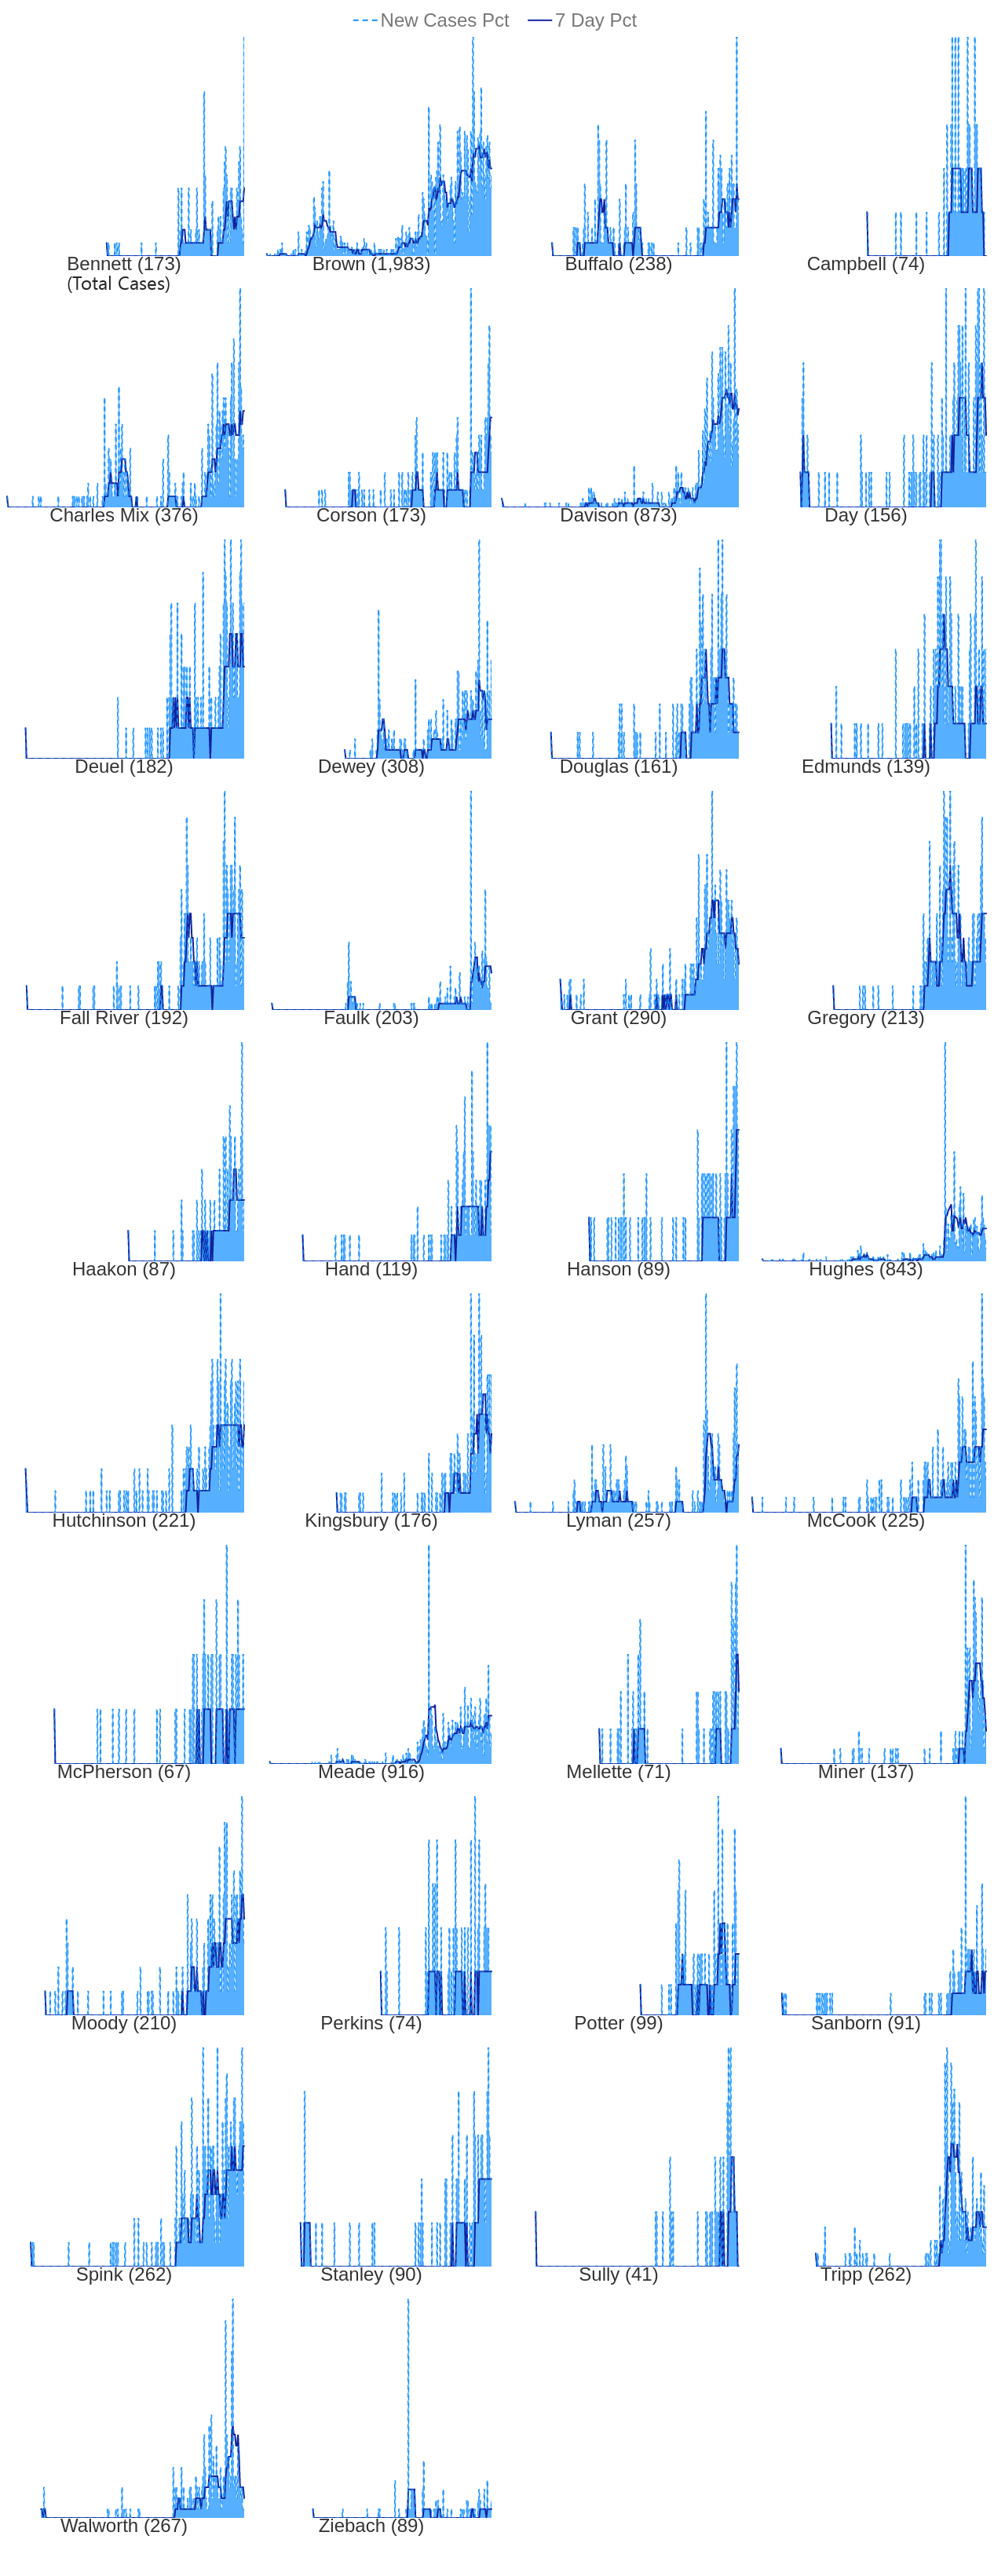 New Cases Pct 7 Day Pct
Bennett (173) Brown (1,983) Buffalo (238) Campbell (74)
(Total Cases)
Charles Mix (376) Corson (173) Davison (873) Day (156)
Deuel (182) Dewey (308) Douglas (161) Edmunds (139)
Fall River (192) Faulk (203) Grant (290) Gregory (213)
Haakon (87) Hand (119) Hanson (89) Hughes (843)
Hutchinson (221) Kingsbury (176) Lyman (257) McCook (225)
McPherson (67) Meade (916) Mellette (71) Miner (137)
Moody (210) Perkins (74) Potter (99) Sanborn (91)
Spink (262) Stanley (90) Sully (41) Tripp (262)
Walworth (267) Ziebach (89)